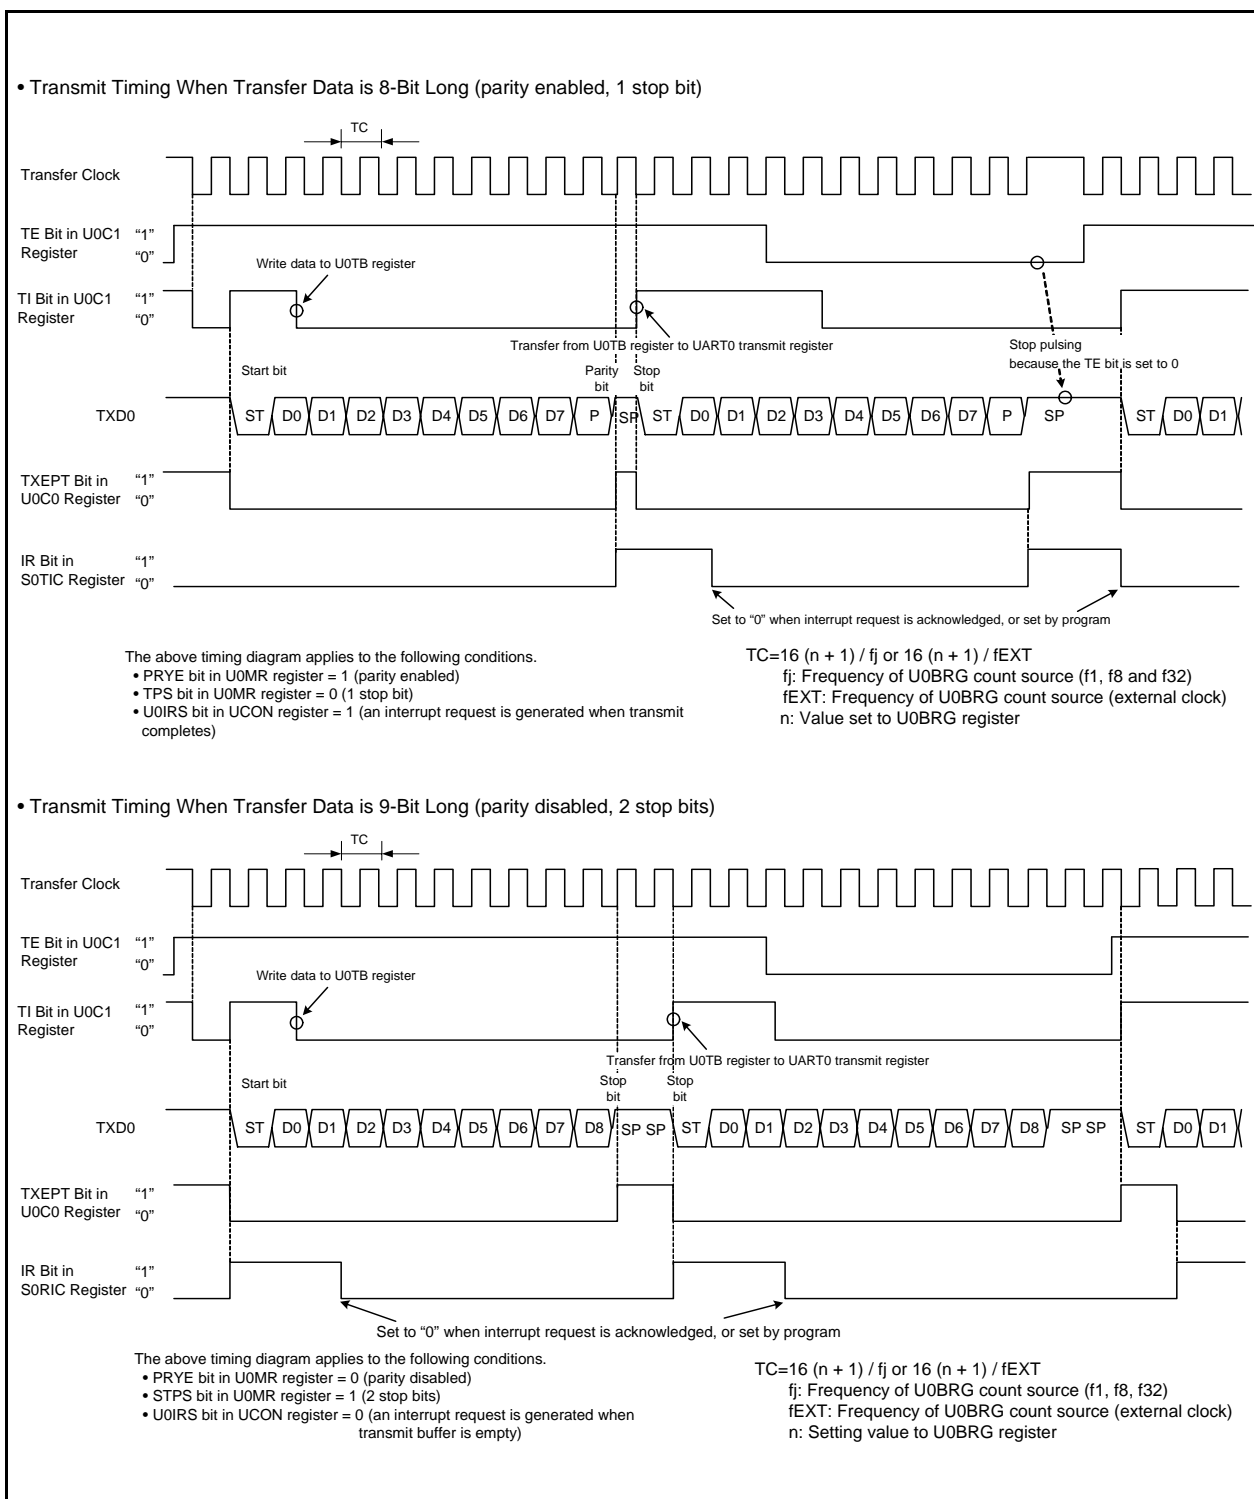 • Transmit Timing When Transfer Data is 8-Bit Long (parity enabled, 1 stop bit)
TC
Transfer Clock
TE Bit in U0C1 “1”
Register “0”
Write data to U0TB register
TI Bit in U0C1 “1”
Register “0”
Transfer from U0TB register to UART0 transmit register
Stop pulsing
because the TE bit is set to 0
Start bit
Parity bit
Stop bit
TXD0 ST D0 D1 D2 D3 D4 D5 D6 D7 P SP ST D0 D1 D2 D3 D4 D5 D6 D7 P SP ST D0 D1
TXEPT Bit in “1”
U0C0 Register “0”
IR Bit in “1”
S0TIC Register “0”
Set to “0” when interrupt request is acknowledged, or set by program
The above timing diagram applies to the following conditions.
• PRYE bit in U0MR register = 1 (parity enabled)
• TPS bit in U0MR register = 0 (1 stop bit)
• U0IRS bit in UCON register = 1 (an interrupt request is generated when transmit
completes)
TC=16 (n + 1) / fj or 16 (n + 1) / fEXT
fj: Frequency of U0BRG count source (f1, f8 and f32)
fEXT: Frequency of U0BRG count source (external clock)
n: Value set to U0BRG register
• Transmit Timing When Transfer Data is 9-Bit Long (parity disabled, 2 stop bits)
TC
Transfer Clock
TE Bit in U0C1 “1”
Register “0”
Write data to U0TB register
TI Bit in U0C1 “1”
Register “0”
Transfer from U0TB register to UART0 transmit register
Start bit
Stop bit
Stop bit
TXD0 ST D0 D1 D2 D3 D4 D5 D6 D7 D8 SP SP ST D0 D1 D2 D3 D4 D5 D6 D7 D8 SP SP ST D0 D1
TXEPT Bit in “1”
U0C0 Register “0”
IR Bit in “1”
S0RIC Register “0”
Set to “0” when interrupt request is acknowledged, or set by program
The above timing diagram applies to the following conditions.
• PRYE bit in U0MR register = 0 (parity disabled)
• STPS bit in U0MR register = 1 (2 stop bits)
• U0IRS bit in UCON register = 0 (an interrupt request is generated when
transmit buffer is empty)
TC=16 (n + 1) / fj or 16 (n + 1) / fEXT
fj: Frequency of U0BRG count source (f1, f8, f32)
fEXT: Frequency of U0BRG count source (external clock)
n: Setting value to U0BRG register